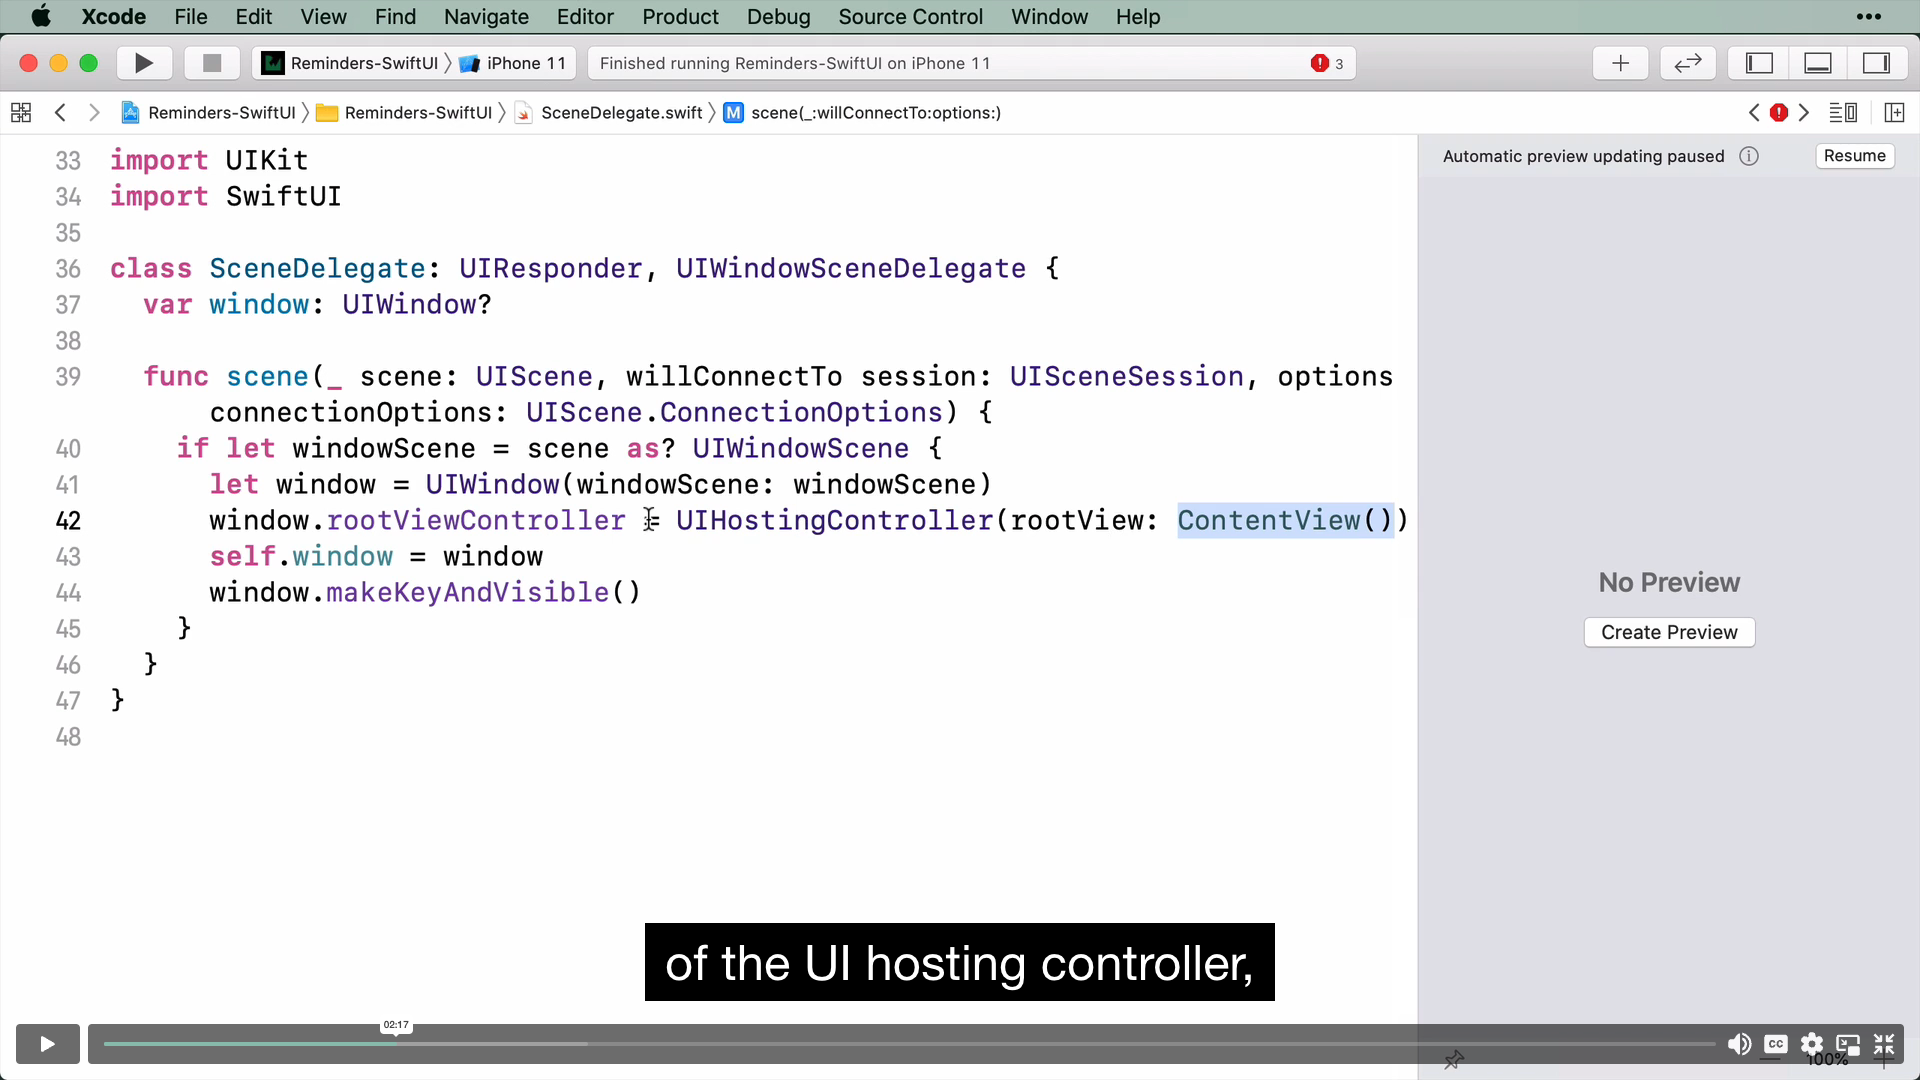 Xcode File Edit View Find Navigate Editor Product Debug Source Control Window Help •••
Reminders-SwiftUI iPhone 11 Finished running Reminders-SwiftUI on iPhone 11 3
Reminders-SwiftUI Reminders-SwiftUI SceneDelegate.swift M scene(_:willConnectTo:options:)
Automatic preview updating paused Resume
33 import UIKit
34 import SwiftUI
35
36 class SceneDelegate: UIResponder, UIWindowSceneDelegate {
37 var window: UIWindow?
38
39 func scene(_ scene: UIScene, willConnectTo session: UISceneSession, options
connectionOptions: UIScene.ConnectionOptions) {
40 if let windowScene = scene as? UIWindowScene {
41 let window = UIWindow(windowScene: windowScene)
42 window.rootViewController = UIHostingController(rootView: ContentView())
43 self.window = window
44 window.makeKeyAndVisible()
45 }
46 }
47 }
48
No Preview
Create Preview
of the UI hosting controller,
02:17
CC
100%